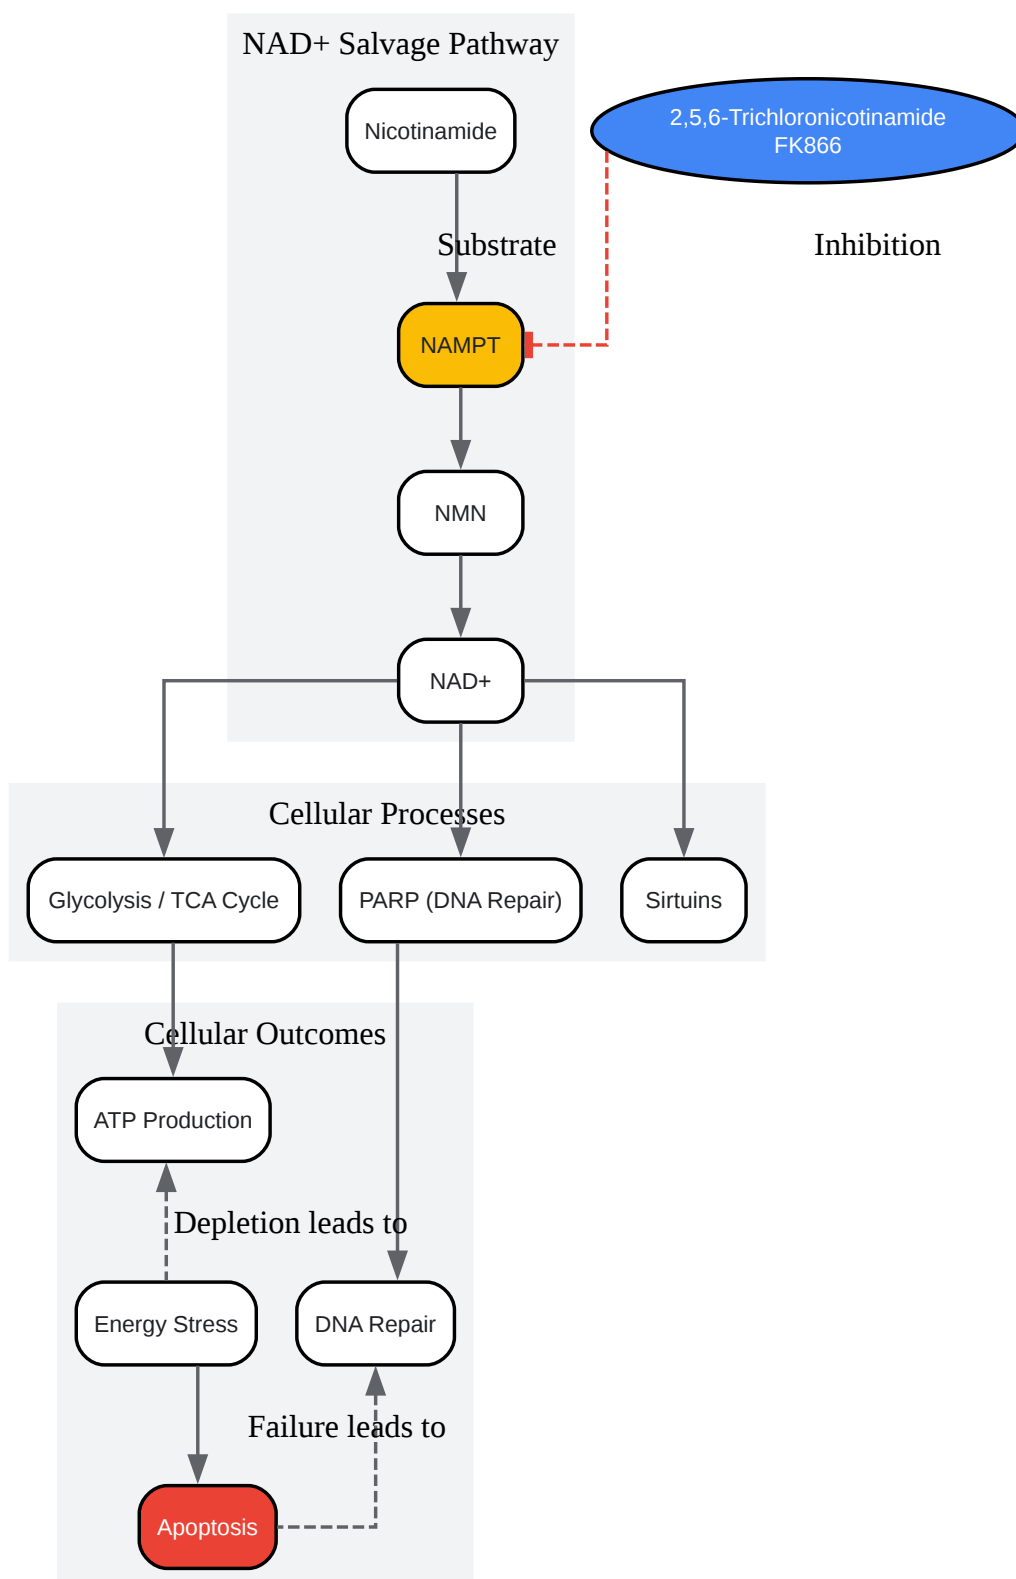 NAD+ Salvage Pathway
Nicotinamide
2,5,6-Trichloronicotinamide
FK866
Substrate
Inhibition
NAMPT
NMN
NAD+
Cellular Processes
Glycolysis / TCA Cycle
PARP (DNA Repair)
Sirtuins
Cellular Outcomes
ATP Production
Depletion leads to
Energy Stress
DNA Repair
Failure leads to
Apoptosis